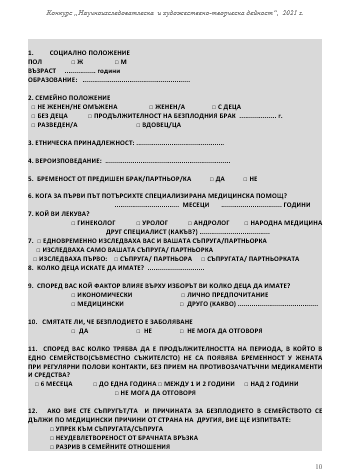 Конкурс „Научноизследователска и художествено-творческа дейност“, 2021 г.
1. СОЦИАЛНО ПОЛОЖЕНИЕ
ПОЛ □ Ж □ М
ВЪЗРАСТ .............. години
ОБРАЗОВАНИЕ: ................................................
2. СЕМЕЙНО ПОЛОЖЕНИЕ
□ НЕ ЖЕНЕН/НЕ ОМЪЖЕНА □ ЖЕНЕН/А □ С ДЕЦА
□ БЕЗ ДЕЦА □ ПРОДЪЛЖИТЕЛНОСТ НА БЕЗПЛОДНИЯ БРАК .................. г.
□ РАЗВЕДЕН/А □ ВДОВЕЦ/ЦА
3. ЕТНИЧЕСКА ПРИНАДЛЕЖНОСТ: .......................................
4. ВЕРОИЗПОВЕДАНИЕ: .......................................................
5. БРЕМЕННОСТ ОТ ПРЕДИШЕН БРАК/ПАРТНЬОР/КА □ ДА □ НЕ
6. КОГА ЗА ПЪРВИ ПЪТ ПОТЪРСИХТЕ СПЕЦИАЛИЗИРАНА МЕДИЦИНСКА ПОМОЩ?
............................ МЕСЕЦИ ............................ ГОДИНИ
7. КОЙ ВИ ЛЕКУВА?
□ ГИНЕКОЛОГ □ УРОЛОГ □ АНДРОЛОГ □ НАРОДНА МЕДИЦИНА
ДРУГ СПЕЦИАЛИСТ (КАКЪВ?) ...............................
7. □ ЕДНОВРЕМЕННО ИЗСЛЕДВАХА ВАС И ВАШАТА СЪПРУГА/ПАРТНЬОРКА
□ ИЗСЛЕДВАХА САМО ВАШАТА СЪПРУГА/ ПАРТНЬОРКА
□ ИЗСЛЕДВАХА ПЪРВО: □ СЪПРУГА/ ПАРТНЬОРА □ СЪПРУГАТА/ ПАРТНЬОРКАТА
8. КОЛКО ДЕЦА ИСКАТЕ ДА ИМАТЕ? .........................
9. СПОРЕД ВАС КОЙ ФАКТОР ВЛИЯЕ ВЪРХУ ИЗБОРЪТ ВИ КОЛКО ДЕЦА ДА ИМАТЕ?
□ ИКОНОМИЧЕСКИ □ ЛИЧНО ПРЕДПОЧИТАНИЕ
□ МЕДИЦИНСКИ □ ДРУГО (КАКВО) ....................................
10. СМЯТАТЕ ЛИ, ЧЕ БЕЗПЛОДИЕТО Е ЗАБОЛЯВАНЕ
□ ДА □ НЕ □ НЕ МОГА ДА ОТГОВОРЯ
11. СПОРЕД ВАС КОЛКО ТРЯБВА ДА Е ПРОДЪЛЖИТЕЛНОСТТА НА ПЕРИОДА, В КОЙТО В
ЕДНО СЕМЕЙСТВО(СЪВМЕСТНО СЪЖИТЕЛСТО) НЕ СА ПОЯВЯВА БРЕМЕННОСТ У ЖЕНАТА
ПРИ РЕГУЛЯРНИ ПОЛОВИ КОНТАКТИ, БЕЗ ПРИЕМ НА ПРОТИВОЗАЧАТЪЧНИ МЕДИКАМЕНТИ
И СРЕДСТВА?
□ 6 МЕСЕЦА □ ДО ЕДНА ГОДИНА □ МЕЖДУ 1 И 2 ГОДИНИ □ НАД 2 ГОДИНИ
□ НЕ МОГА ДА ОТГОВОРЯ
12. АКО ВИЕ СТЕ СЪПРУГЪТ/ТА И ПРИЧИНАТА ЗА БЕЗПЛОДИЕТО В СЕМЕЙСТВОТО СЕ
ДЪЛЖИ ПО МЕДИЦИНСКИ ПРИЧИНИ ОТ СТРАНА НА ДРУГИЯ, ВИЕ ЩЕ ИЗПИТВАТЕ:
□ УПРЕК КЪМ СЪПРУГАТА/СЪПРУГА
□ НЕУДЕВЛЕТВОРЕНОСТ ОТ БРАЧНАТА ВРЪЗКА
□ РАЗРИВ В СЕМЕЙНИТЕ ОТНОШЕНИЯ
10